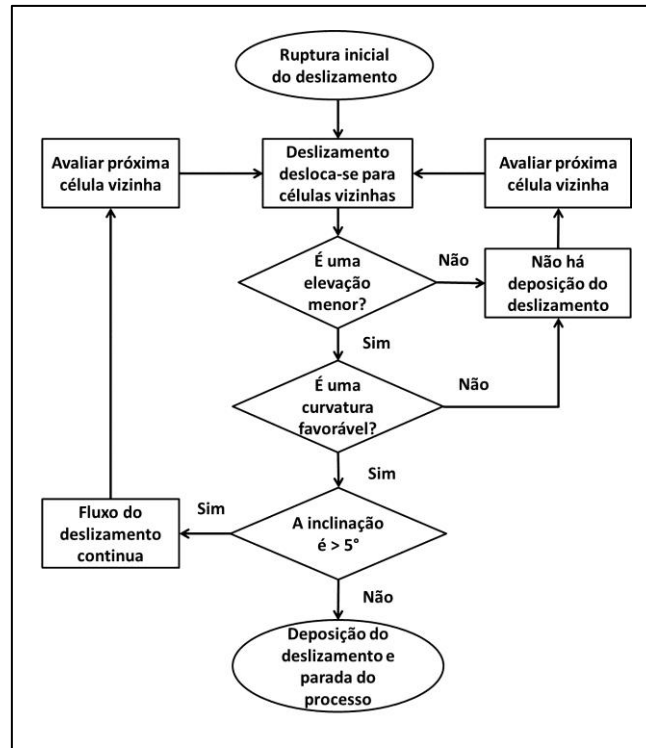 Ruptura inicial
do deslizamento
Avaliar próxima
célula vizinha
Deslizamento
desloca-se para
células vizinhas
Avaliar próxima
célula vizinha
É uma
elevação
menor?
Não
Não há
deposição do
deslizamento
Sim
É uma
curvatura
favorável?
Não
Sim
Fluxo do
deslizamento
continua
Sim
A inclinação
é > 5°
Não
Deposição do
deslizamento e
parada do
processo